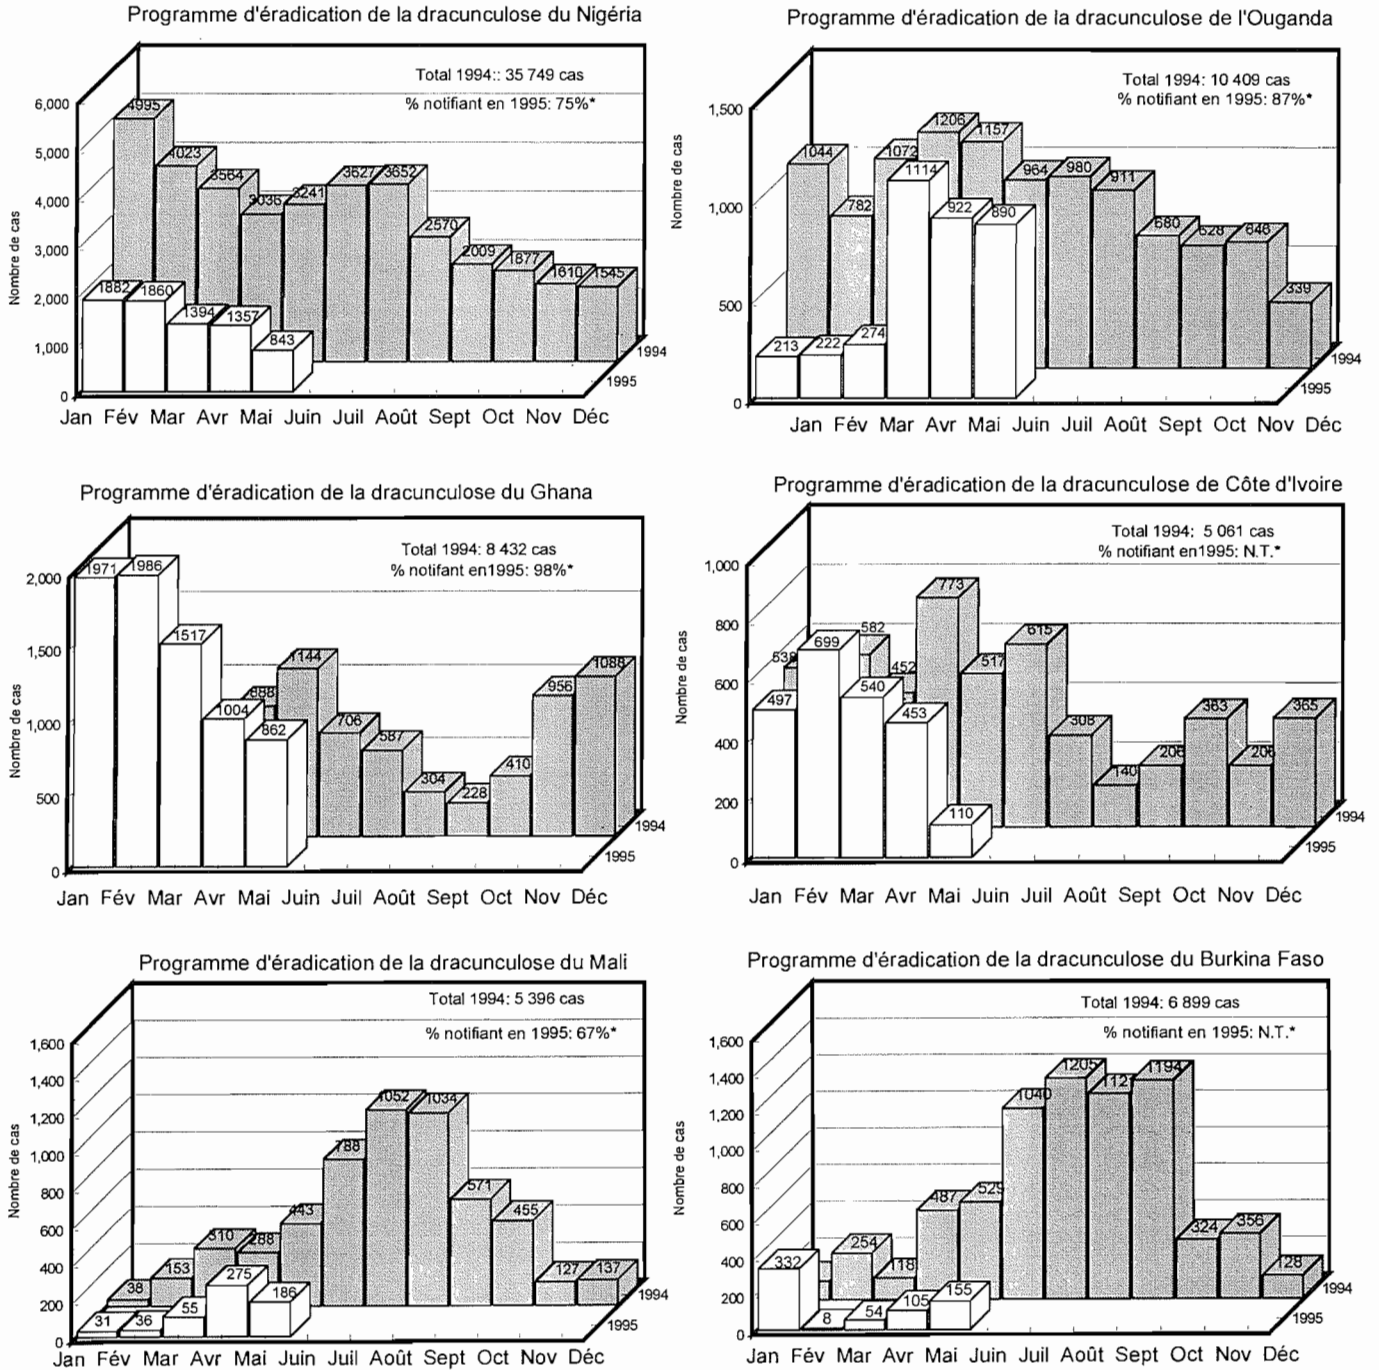 Programme d'éradication de la dracunculose du Nigéria
Total 1994:: 35 749 cas
% notifiant en 1995: 75%*
Nombre de cas
6,000
5,000
4,000
3,000
2,000
1,000
0
4995 4023 3564 3036 3241 3627 3652 2570 2009 1877 1610 1545
1882 1860 1394 1357 843
1994
1995
Jan Fév Mar Avr Mai Juin Juil Août Sept Oct Nov Déc
Programme d'éradication de la dracunculose de l'Ouganda
Total 1994: 10 409 cas
% notifiant en 1995: 87%*
Nombre de cas
1,500
1,000
500
0
1044 782 1072 1206 1157 964 980 911 680 628 646 339
213 222 274 1114 922 890
1994
1995
Jan Fév Mar Avr Mai Juin Juil Août Sept Oct Nov Déc
Programme d'éradication de la dracunculose du Ghana
Total 1994: 8 432 cas
% notifant en1995: 98%*
Nombre de cas
2,000
1,500
1,000
500
0
888 1144 706 587 304 228 410 956 1088
1971 1986 1517 1004 862
1994
1995
Jan Fév Mar Avr Mai Juin Juil Août Sept Oct Nov Déc
Programme d'éradication de la dracunculose de Côte d'Ivoire
Total 1994: 5 061 cas
% notifiant en1995: N.T.*
Nombre de cas
1,000
800
600
400
200
0
582 452 773 517 615 308 140 206 363 206 365
497 699 540 453 110
1994
1995
Jan Fév Mar Avr Mai Juin Juil Août Sept Oct Nov Déc
Programme d'éradication de la dracunculose du Mali
Total 1994: 5 396 cas
% notifiant en 1995: 67%*
Nombre de cas
1,600
1,400
1,200
1,000
800
600
400
200
0
38 153 310 288 443 788 1052 1034 571 455 127 137
31 36 55 275 186
1994
1995
Jan Fév Mar Avr Mai Juin Juil Août Sept Oct Nov Déc
Programme d'éradication de la dracunculose du Burkina Faso
Total 1994: 6 899 cas
% notifiant en 1995: N.T.*
Nombre de cas
1,600
1,400
1,200
1,000
800
600
400
200
0
254 118 487 529 1040 1205 1121 1194 324 356 128
332 8 54 105 155
1994
1995
Jan Fév Mar Avr Mai Juin Juil Août Sept Oct Nov Déc